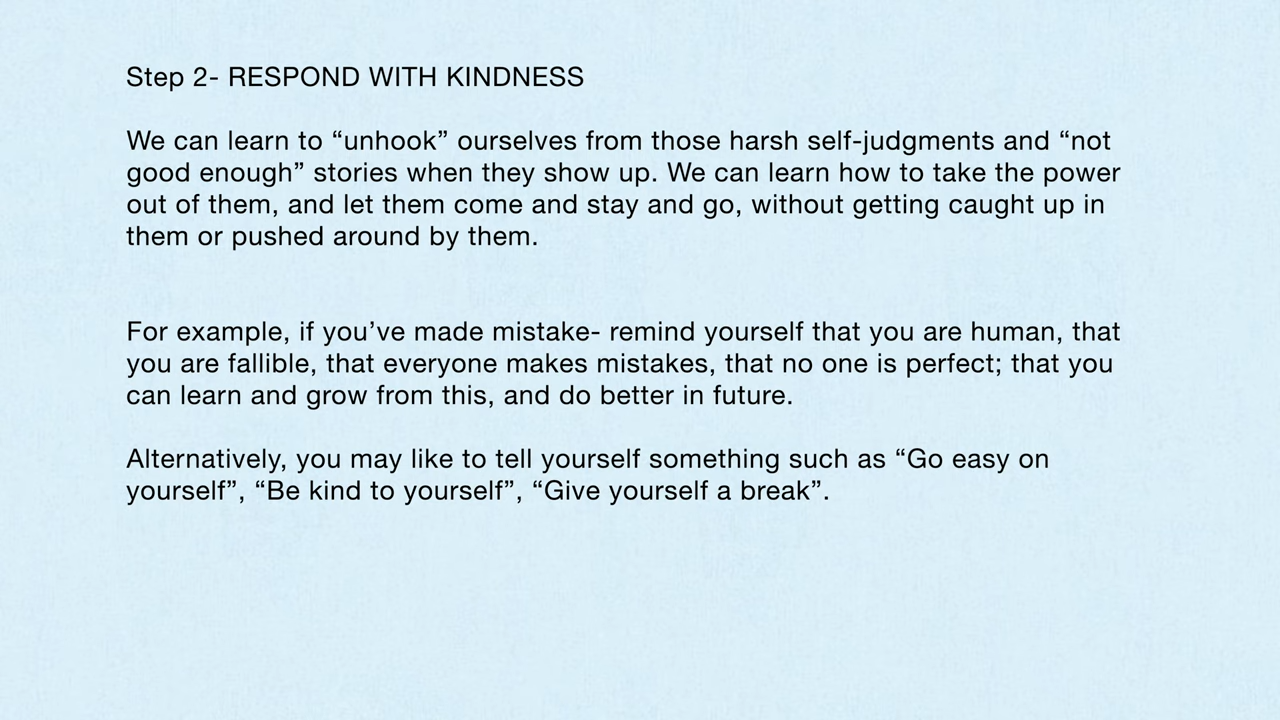 Step 2- RESPOND WITH KINDNESS
We can learn to “unhook” ourselves from those harsh self-judgments and “not
good enough” stories when they show up. We can learn how to take the power
out of them, and let them come and stay and go, without getting caught up in
them or pushed around by them.
For example, if you’ve made mistake- remind yourself that you are human, that
you are fallible, that everyone makes mistakes, that no one is perfect; that you
can learn and grow from this, and do better in future.
Alternatively, you may like to tell yourself something such as “Go easy on
yourself”, “Be kind to yourself”, “Give yourself a break”.